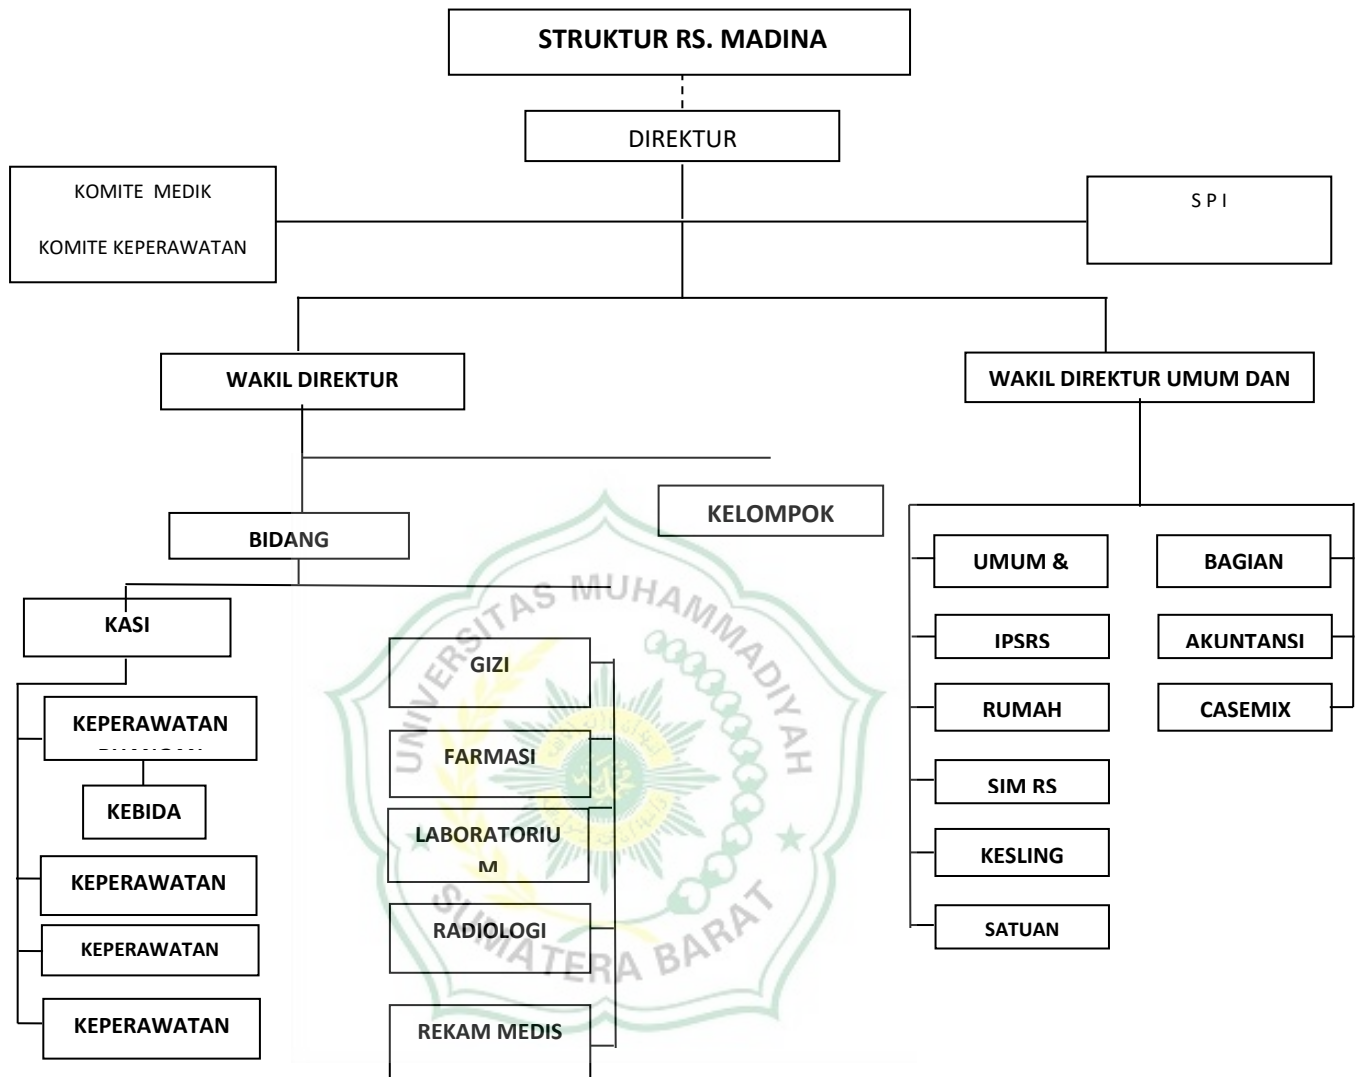 STRUKTUR RS. MADINA
DIREKTUR
KOMITE MEDIK
KOMITE KEPERAWATAN
S P I
WAKIL DIREKTUR
WAKIL DIREKTUR UMUM DAN
KELOMPOK
BIDANG
KASI
KEPERAWATAN
KEBIDA
KEPERAWATAN
KEPERAWATAN
KEPERAWATAN
GIZI
FARMASI
LABORATORIU
M
RADIOLOGI
REKAM MEDIS
UMUM &
IPSRS
RUMAH
SIM RS
KESLING
SATUAN
BAGIAN
AKUNTANSI
CASEMIX
UNIVERSITAS MUHAMMADIYAH
SUMATERA BARAT